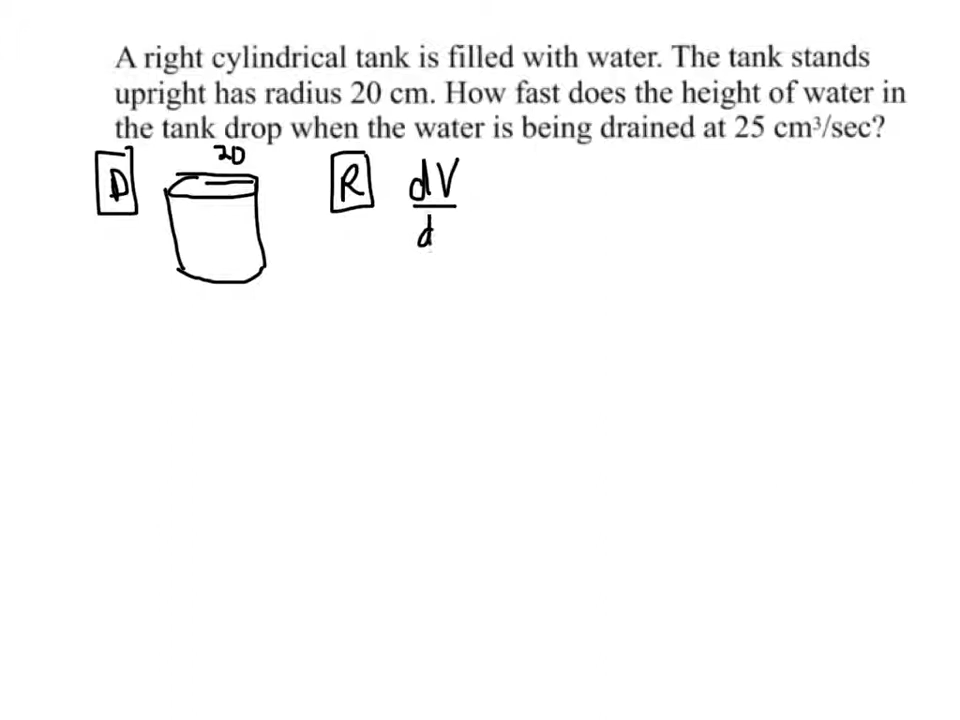 A right cylindrical tank is filled with water. The tank stands
upright has radius 20 cm. How fast does the height of water in
the tank drop when the water is being drained at 25 cm³/sec?
20
D R dV
d